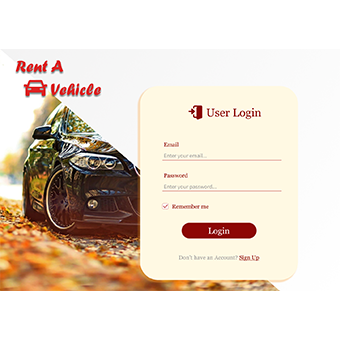 Rent A
Vehicle
User Login
Email
Enter your email...
Password
Enter your password...
Remember me
Login
Don't have an Account? Sign Up